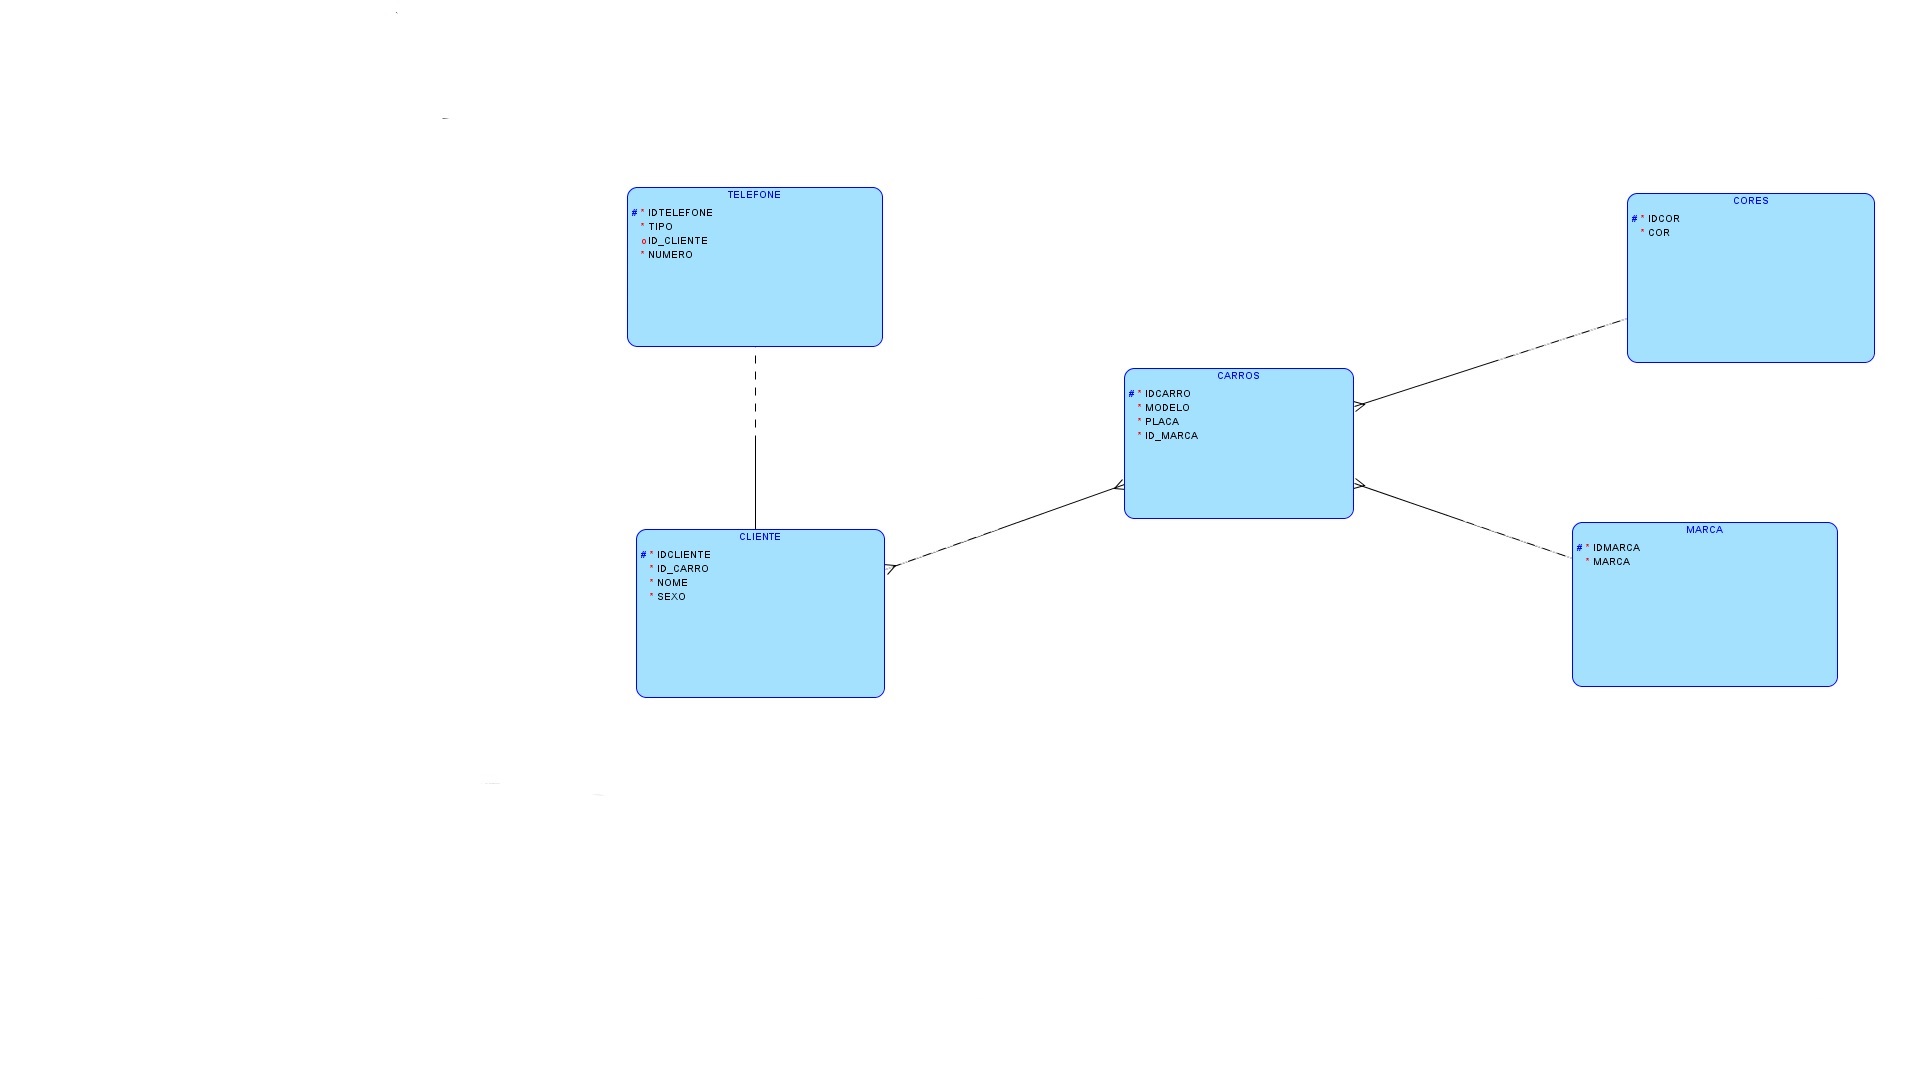 TELEFONE
# * IDTELEFONE
* TIPO
o ID_CLIENTE
* NUMERO
CORES
# * IDCOR
* COR
CARROS
# * IDCARRO
* MODELO
* PLACA
* ID_MARCA
CLIENTE
# * IDCLIENTE
* ID_CARRO
* NOME
* SEXO
MARCA
# * IDMARCA
* MARCA